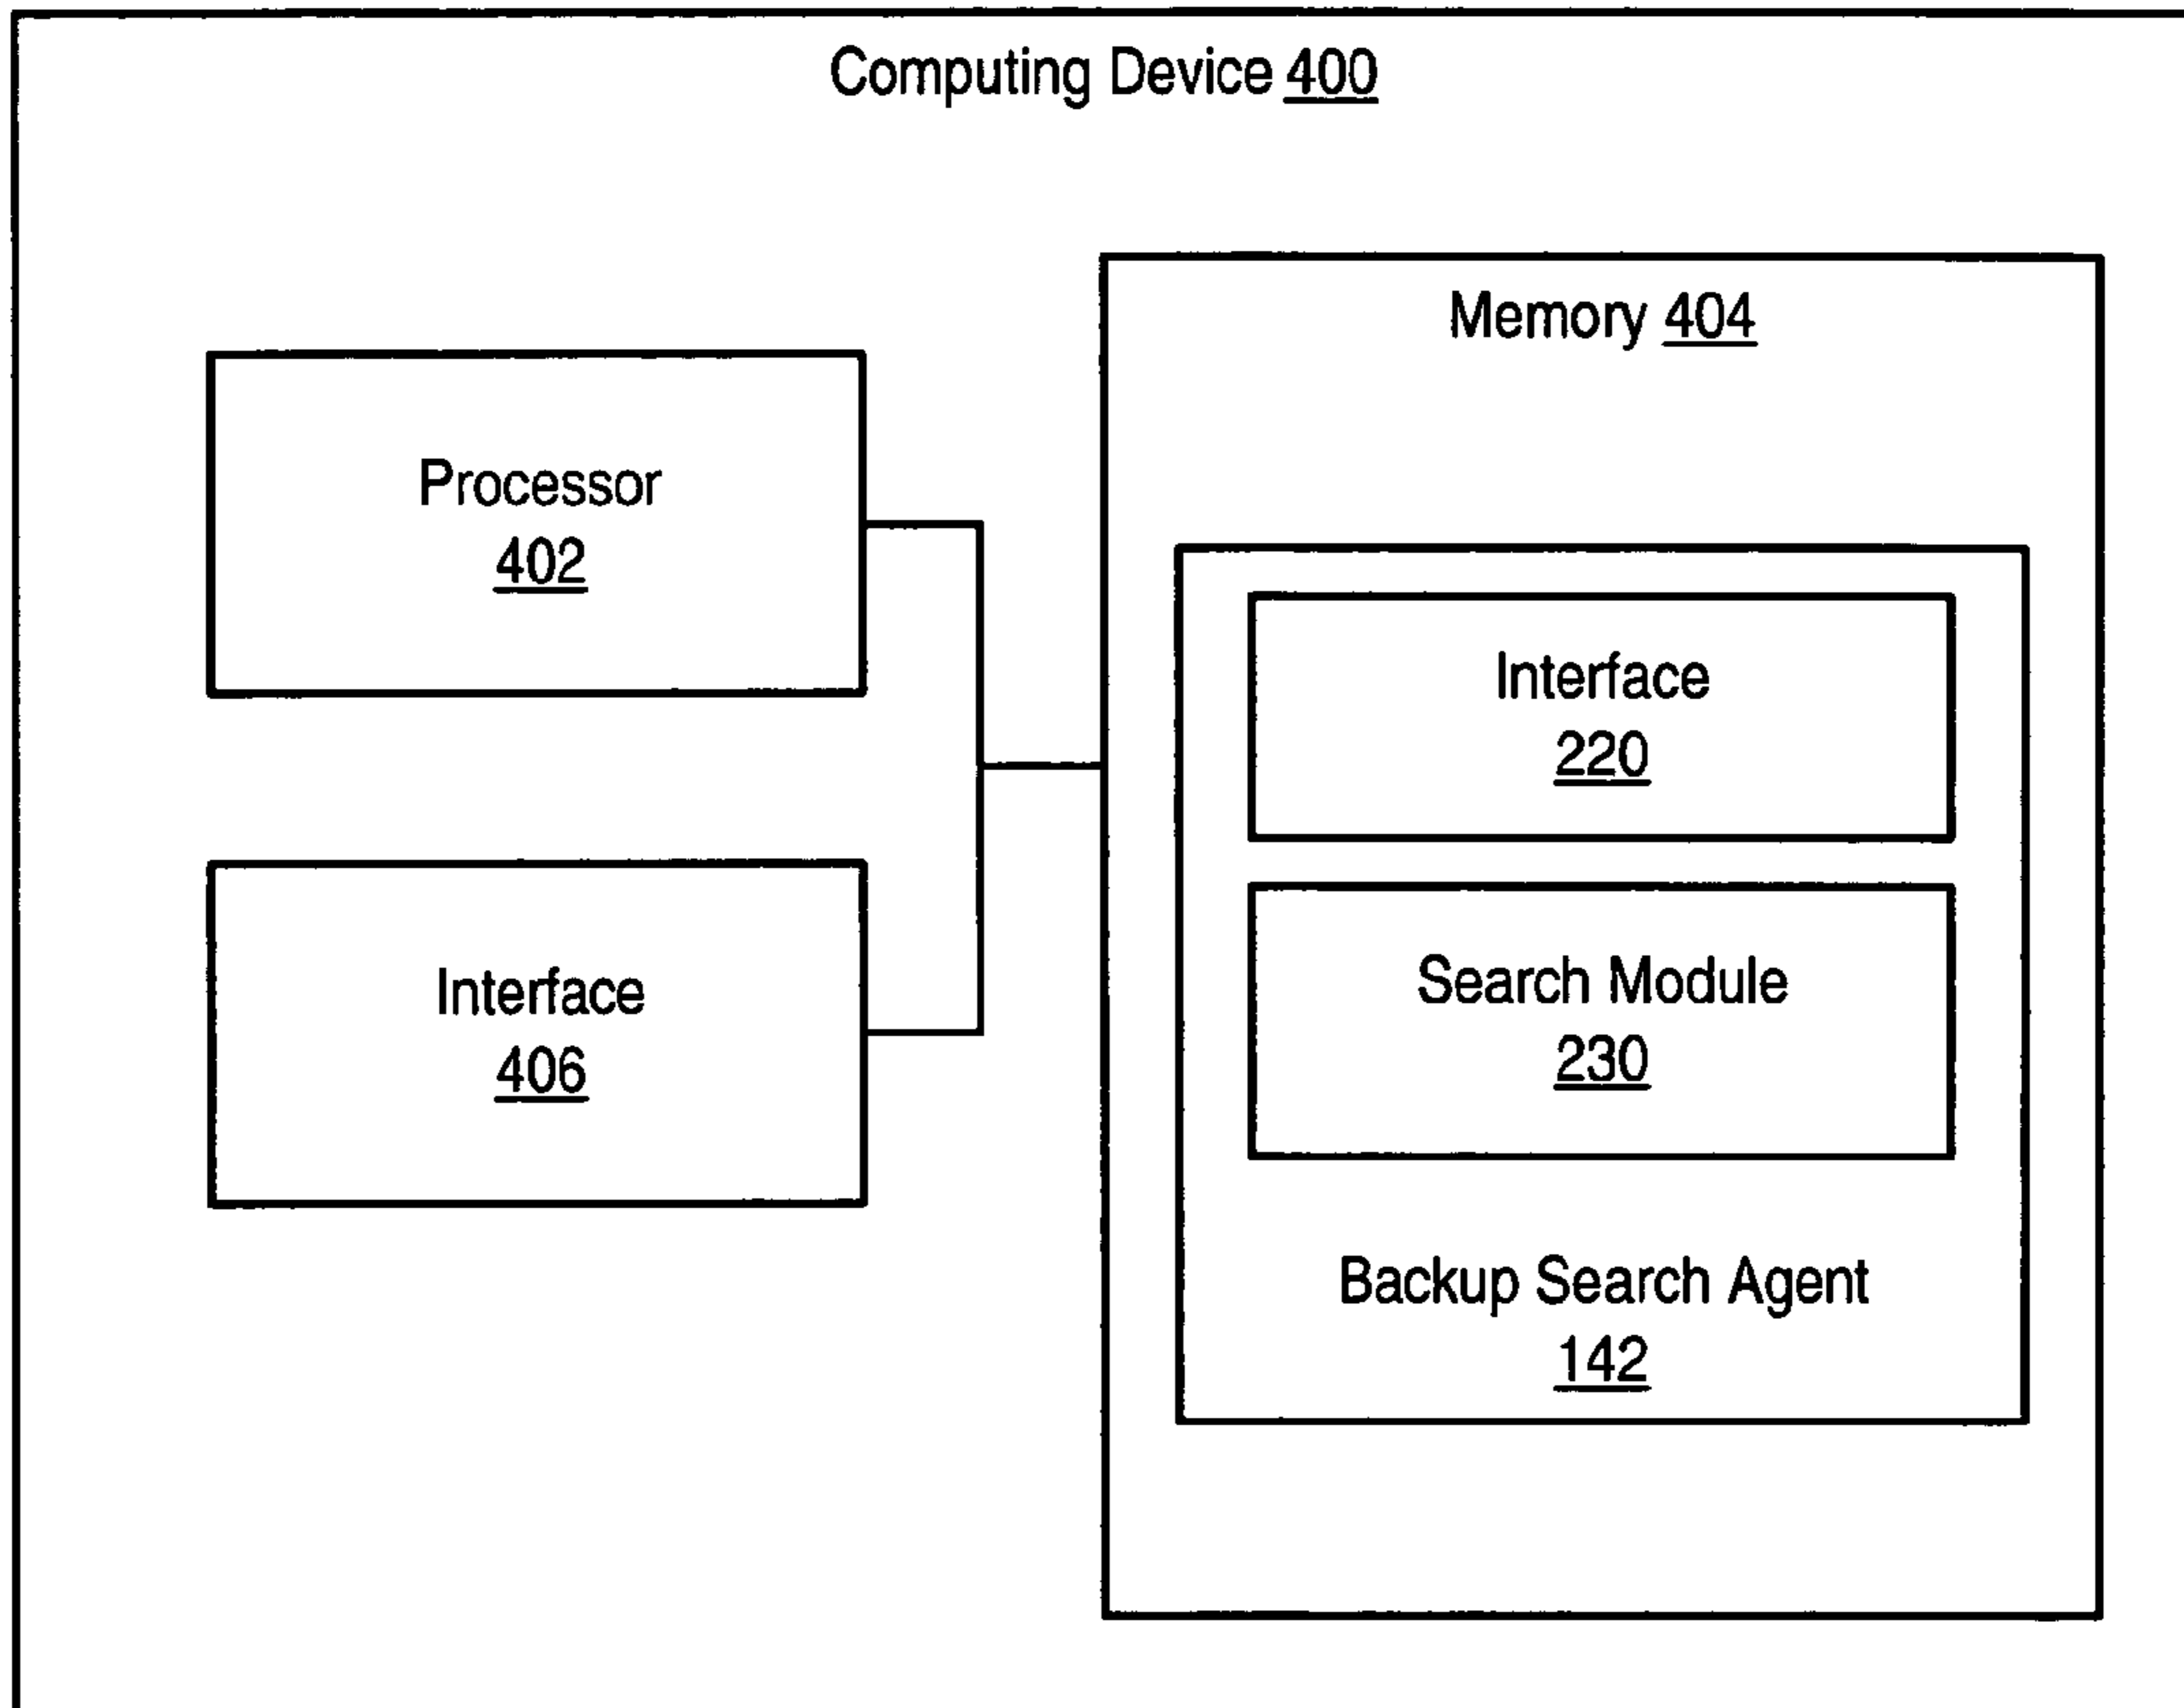 Computing Device 400
Memory 404
Processor
402
Interface
220
Interface
406
Search Module
230
Backup Search Agent
142